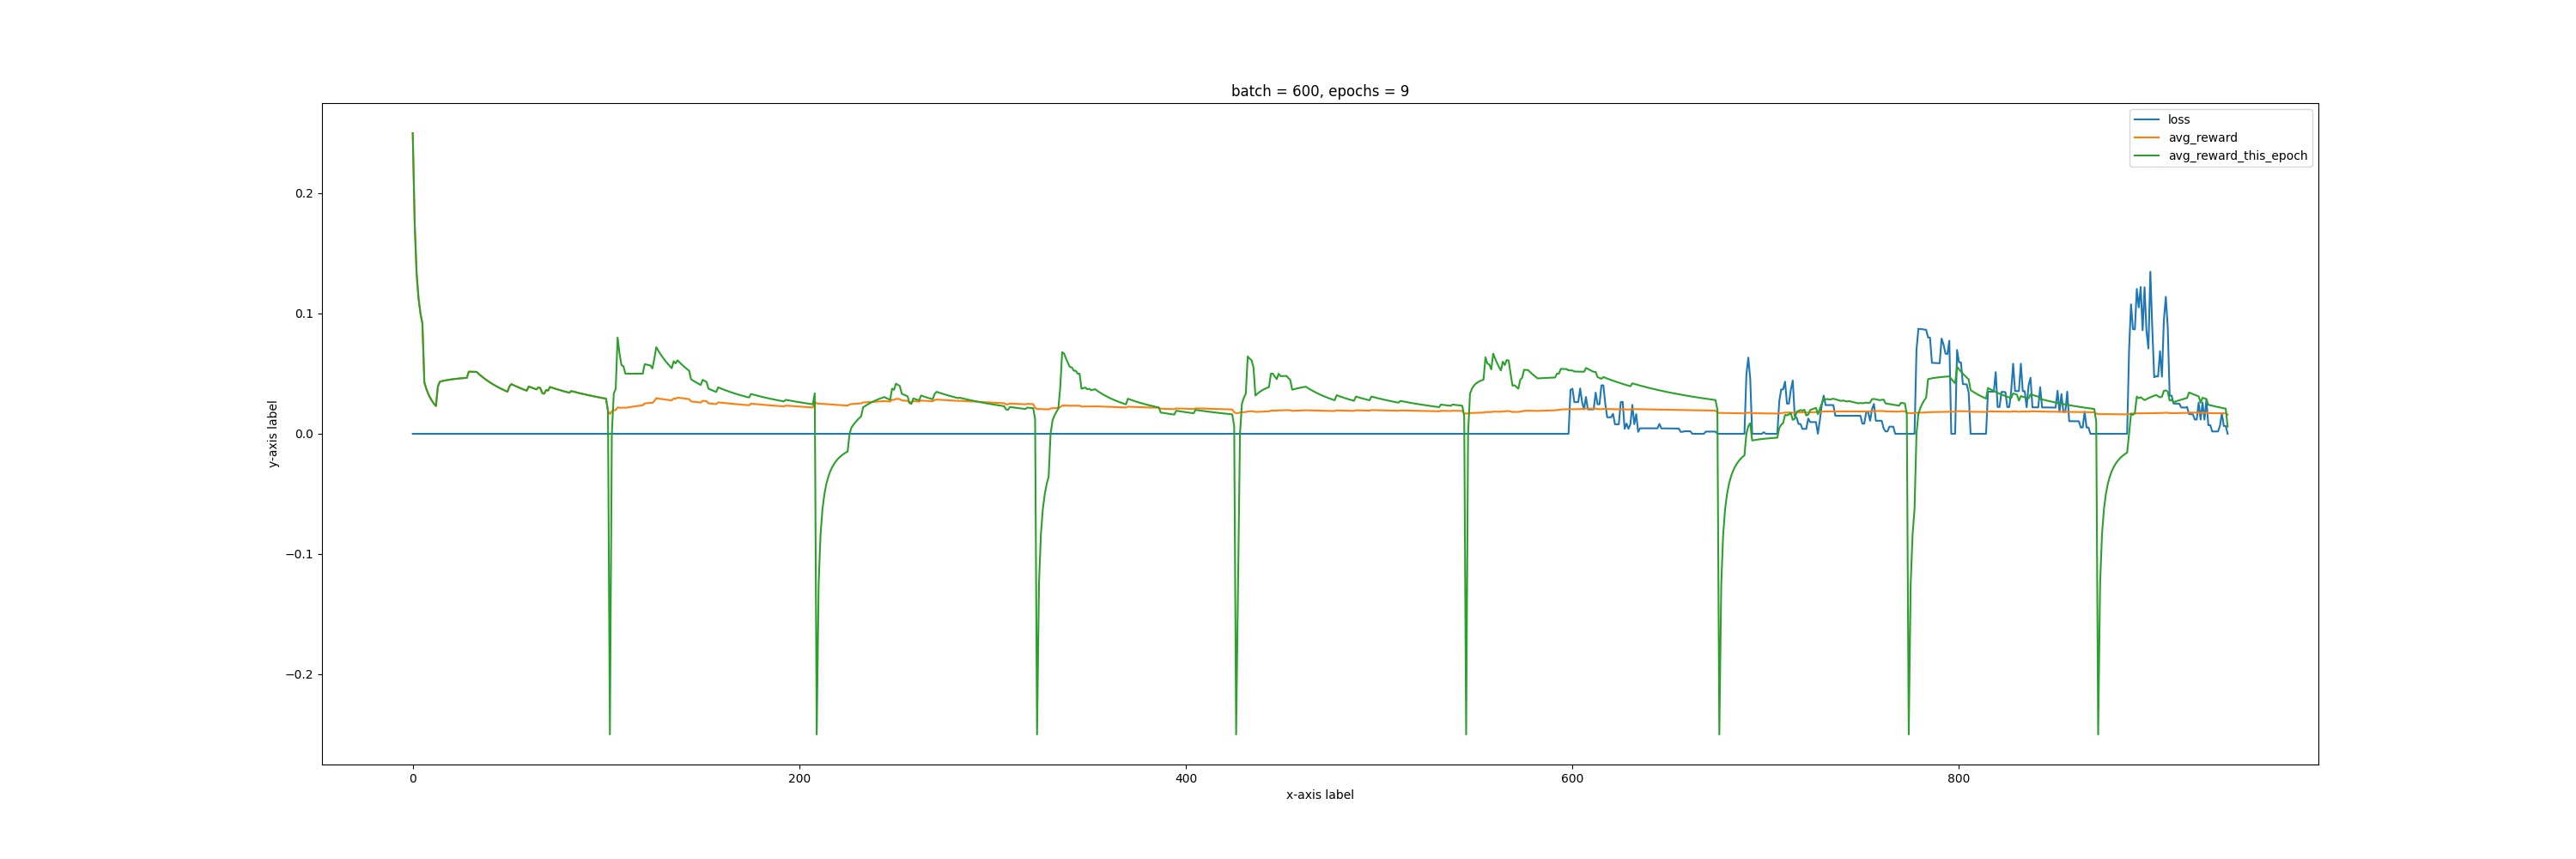 batch = 600, epochs = 9
loss
avg_reward
avg_reward_this_epoch
0.2
0.1
0.0
−0.1
−0.2
y-axis label
0
200
400
600
800
x-axis label